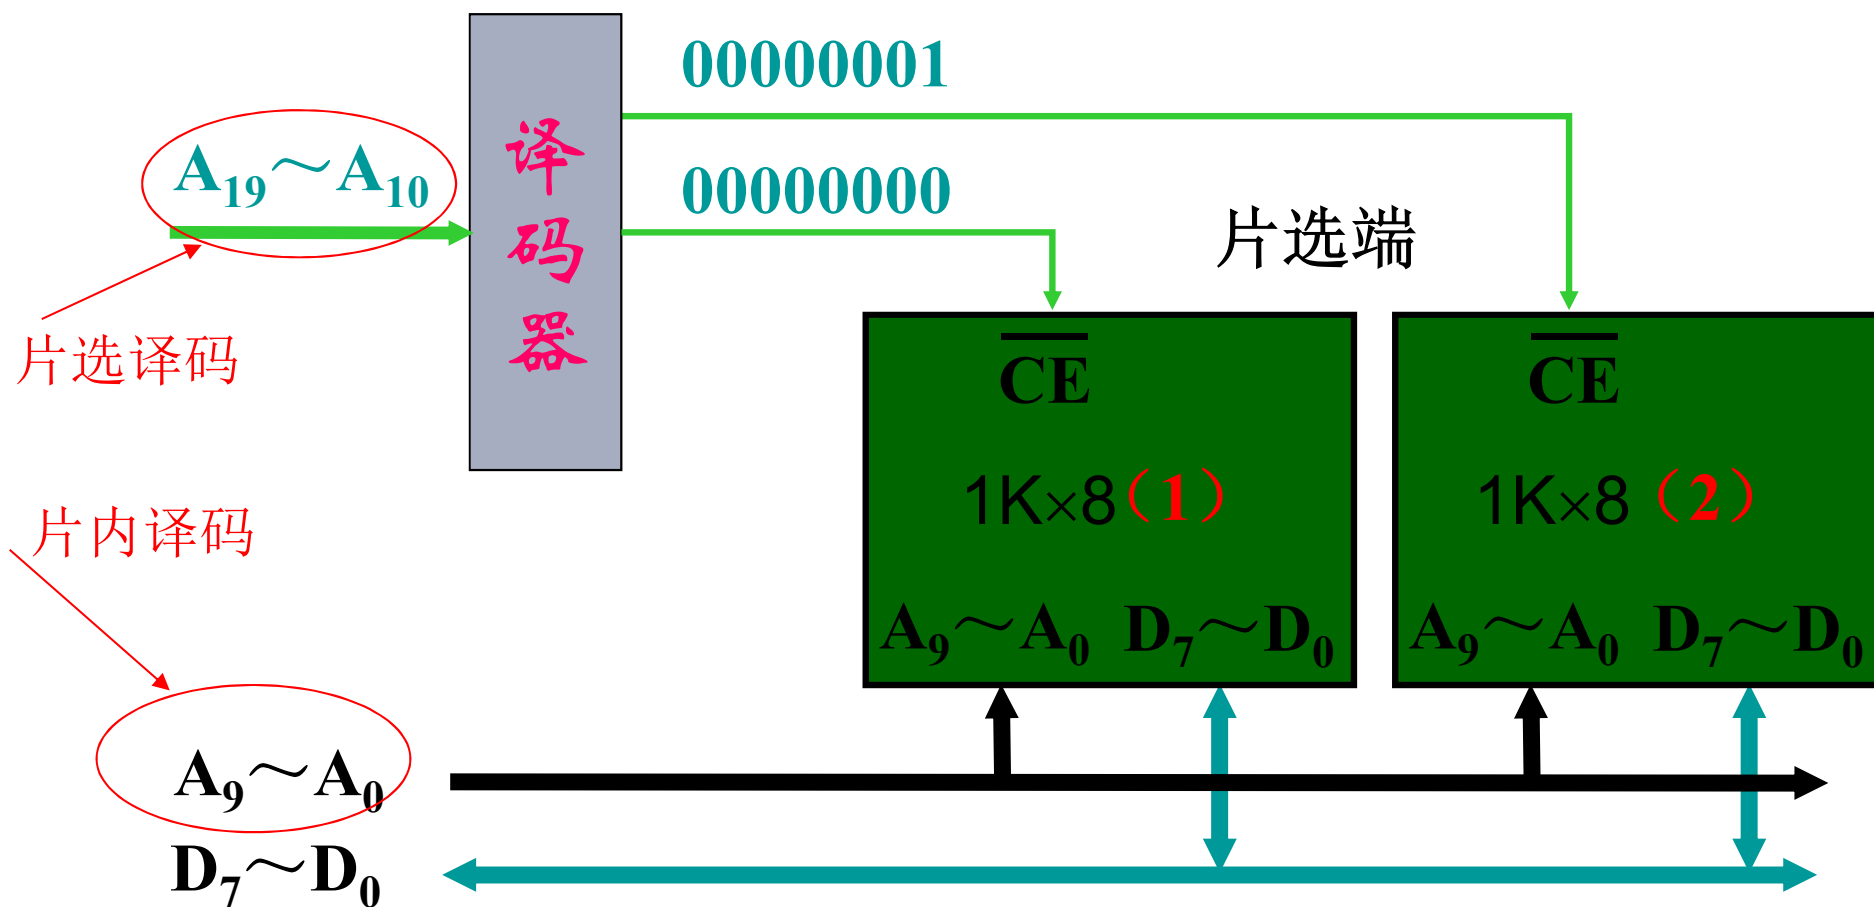 00000001
A₁₉～A₁₀
译码器
00000000
片选端
片选译码
CE
CE
1K×8（1）
1K×8（2）
片内译码
A₉～A₀ D₇～D₀
A₉～A₀ D₇～D₀
A₉～A₀
D₇～D₀